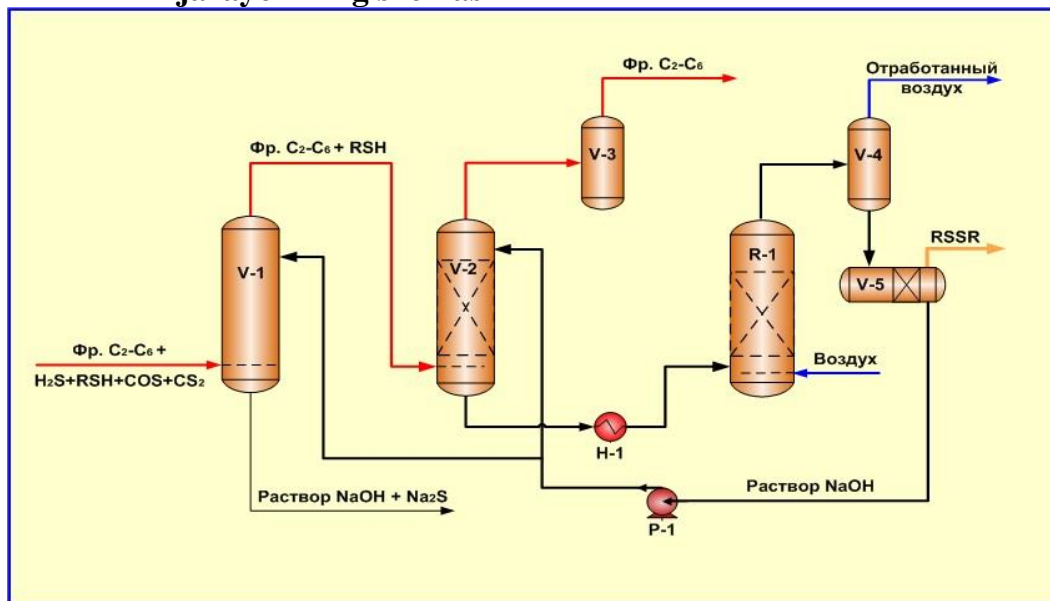 Фр. C₂-C₆
Отработанный
воздух
Фр. C₂-C₆ + RSH
V-3
V-4
V-1
V-2
R-1
RSSR
V-5
Фр. C₂-C₆ +
H₂S+RSH+COS+CS₂
Воздух
H-1
Раствор NaOH + Na₂S
Раствор NaOH
P-1